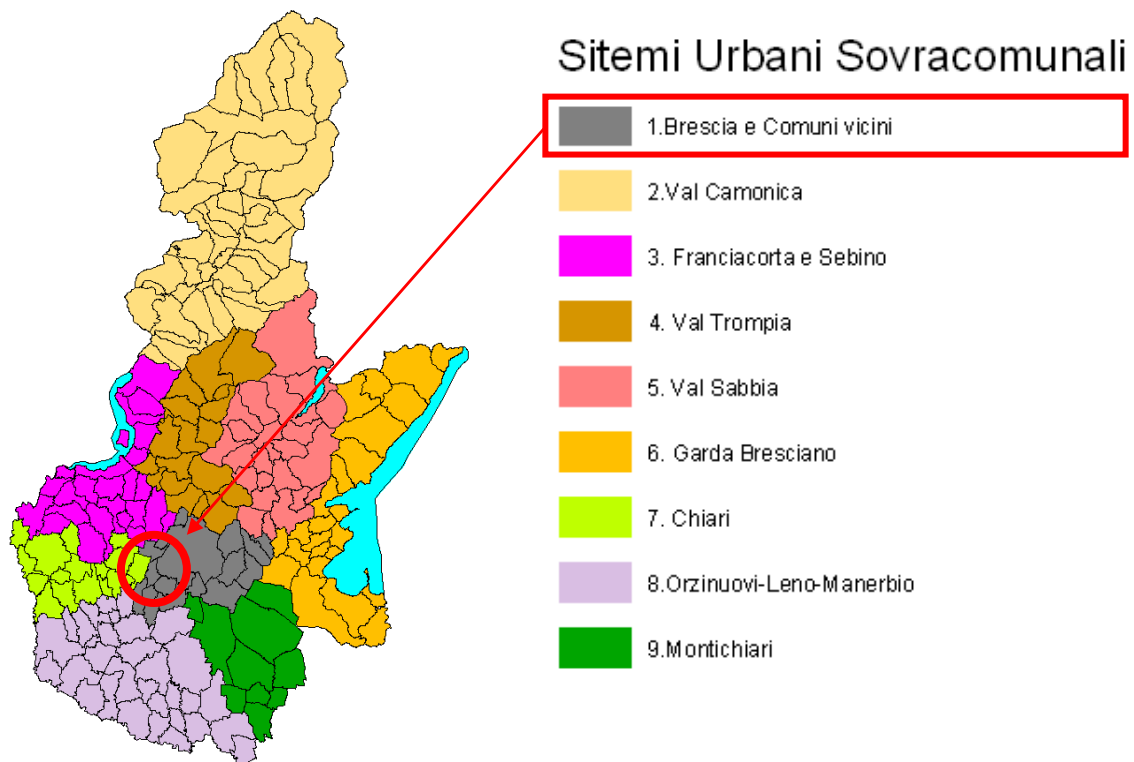 Sitemi Urbani Sovracomunali
1.Brescia e Comuni vicini
2.Val Camonica
3. Franciacorta e Sebino
4. Val Trompia
5. Val Sabbia
6. Garda Bresciano
7. Chiari
8.Orzinuovi-Leno-Manerbio
9.Montichiari